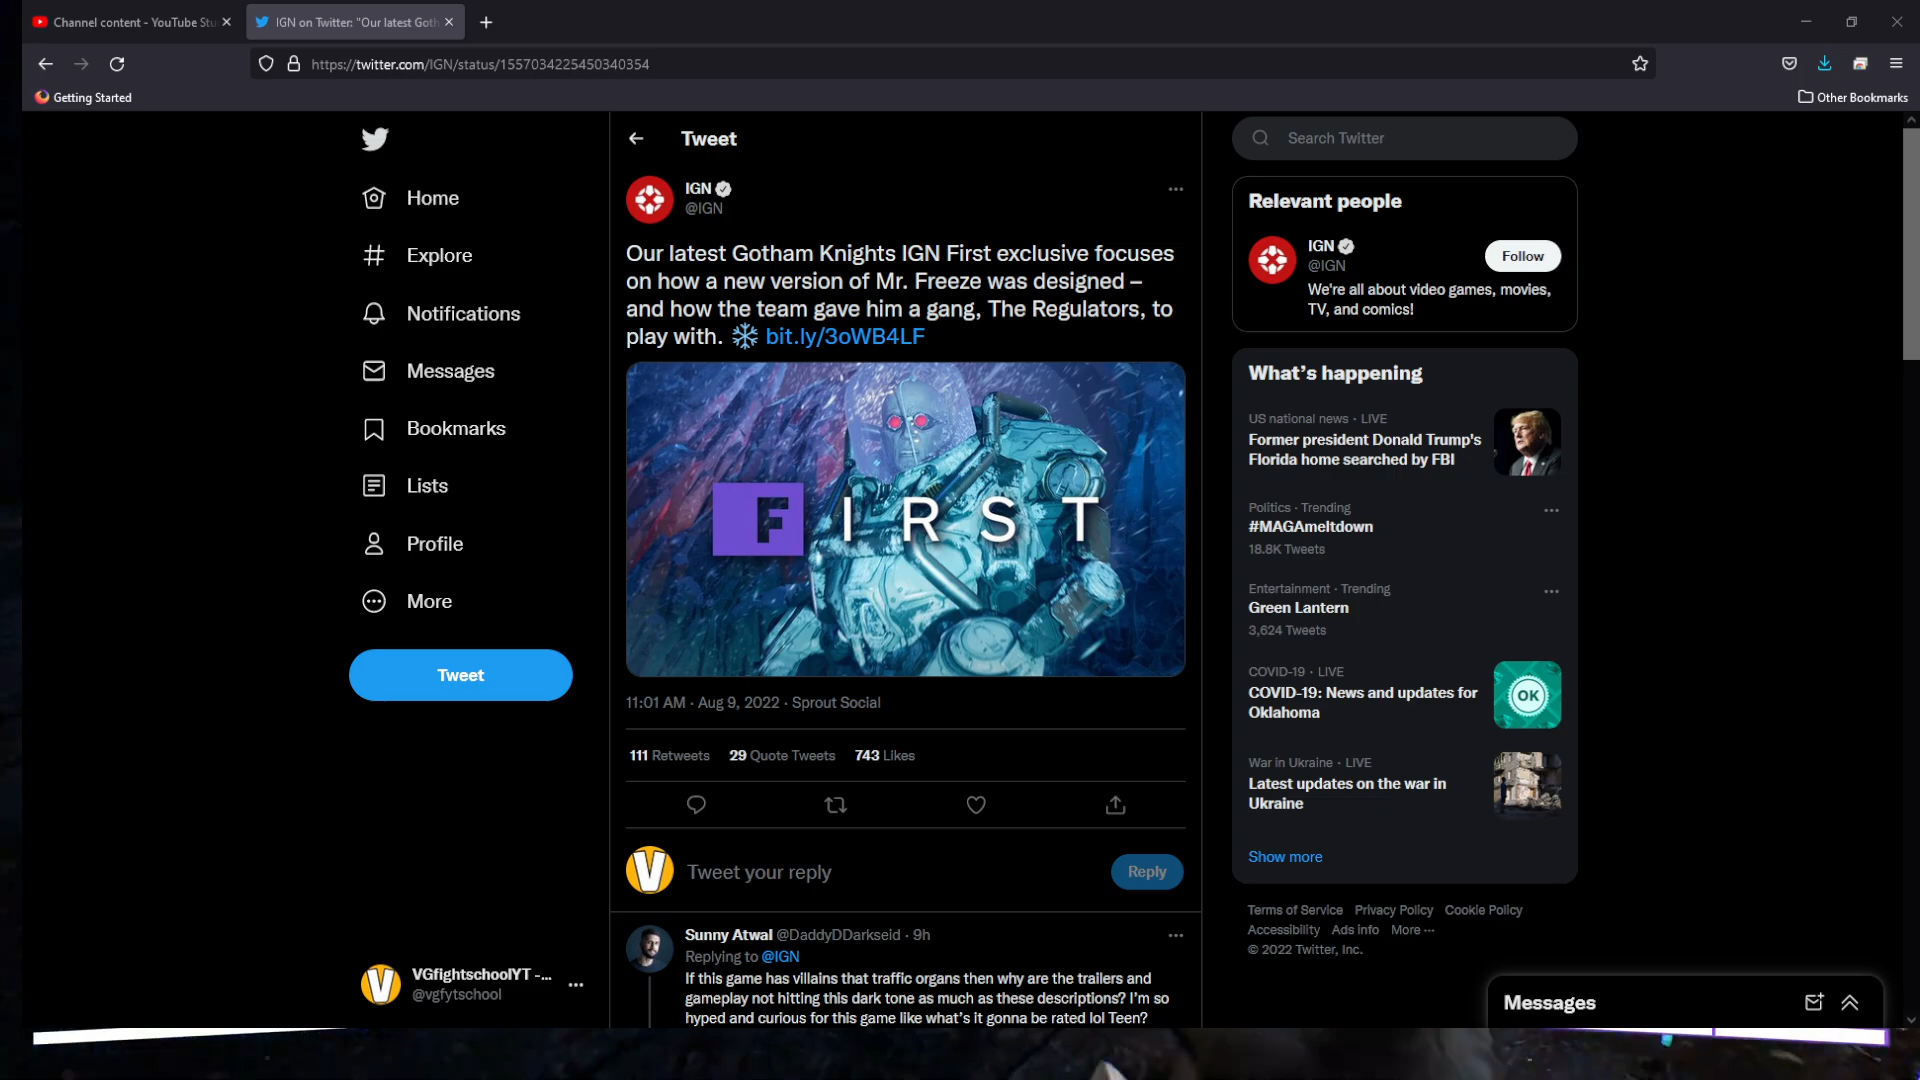 Channel content - YouTube Stu
IGN on Twitter: "Our latest Goth
https://twitter.com/IGN/status/1557034225450340354
Getting Started
Other Bookmarks
Home
Explore
Notifications
Messages
Bookmarks
Lists
Profile
More
Tweet
VGfightschoolYT -...
@vgfytschool
Tweet
IGN
@IGN
Our latest Gotham Knights IGN First exclusive focuses
on how a new version of Mr. Freeze was designed –
and how the team gave him a gang, The Regulators, to
play with. bit.ly/3oWB4LF
FIRST
11:01 AM · Aug 9, 2022 · Sprout Social
111 Retweets 29 Quote Tweets 743 Likes
V
Tweet your reply
Reply
Sunny Atwal @DaddyDDarkseid · 9h
Replying to @IGN
If this game has villains that traffic organs then why are the trailers and
gameplay not hitting this dark tone as much as these descriptions? I'm so
hyped and curious for this game like what's it gonna be rated lol Teen?
Search Twitter
Relevant people
IGN
@IGN
Follow
We're all about video games, movies,
TV, and comics!
What's happening
US national news · LIVE
Former president Donald Trump's
Florida home searched by FBI
Politics · Trending
#MAGAmeltdown
18.8K Tweets
Entertainment · Trending
Green Lantern
3,624 Tweets
COVID-19 · LIVE
COVID-19: News and updates for
Oklahoma
OK
War in Ukraine · LIVE
Latest updates on the war in
Ukraine
Show more
Terms of Service Privacy Policy Cookie Policy
Accessibility Ads info More ···
© 2022 Twitter, Inc.
Messages
V